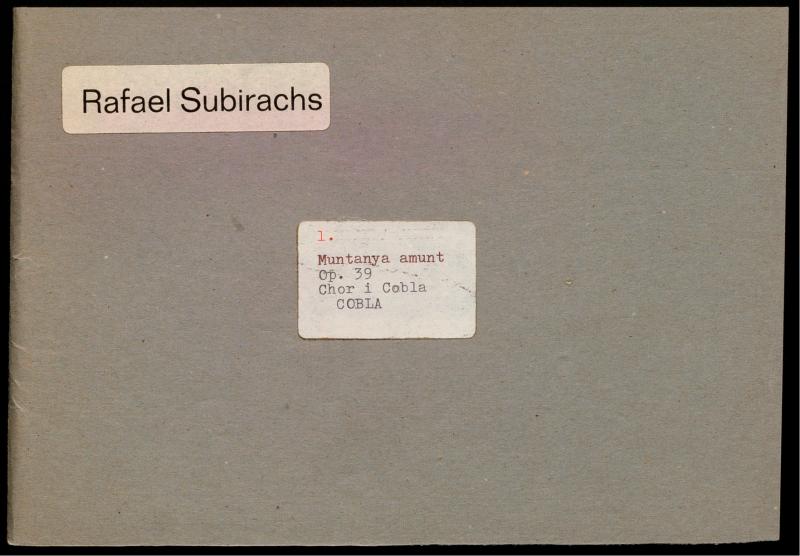 Rafael Subirachs
1.
Muntanya amunt
Op. 39
Chor i Cobla
COBLA